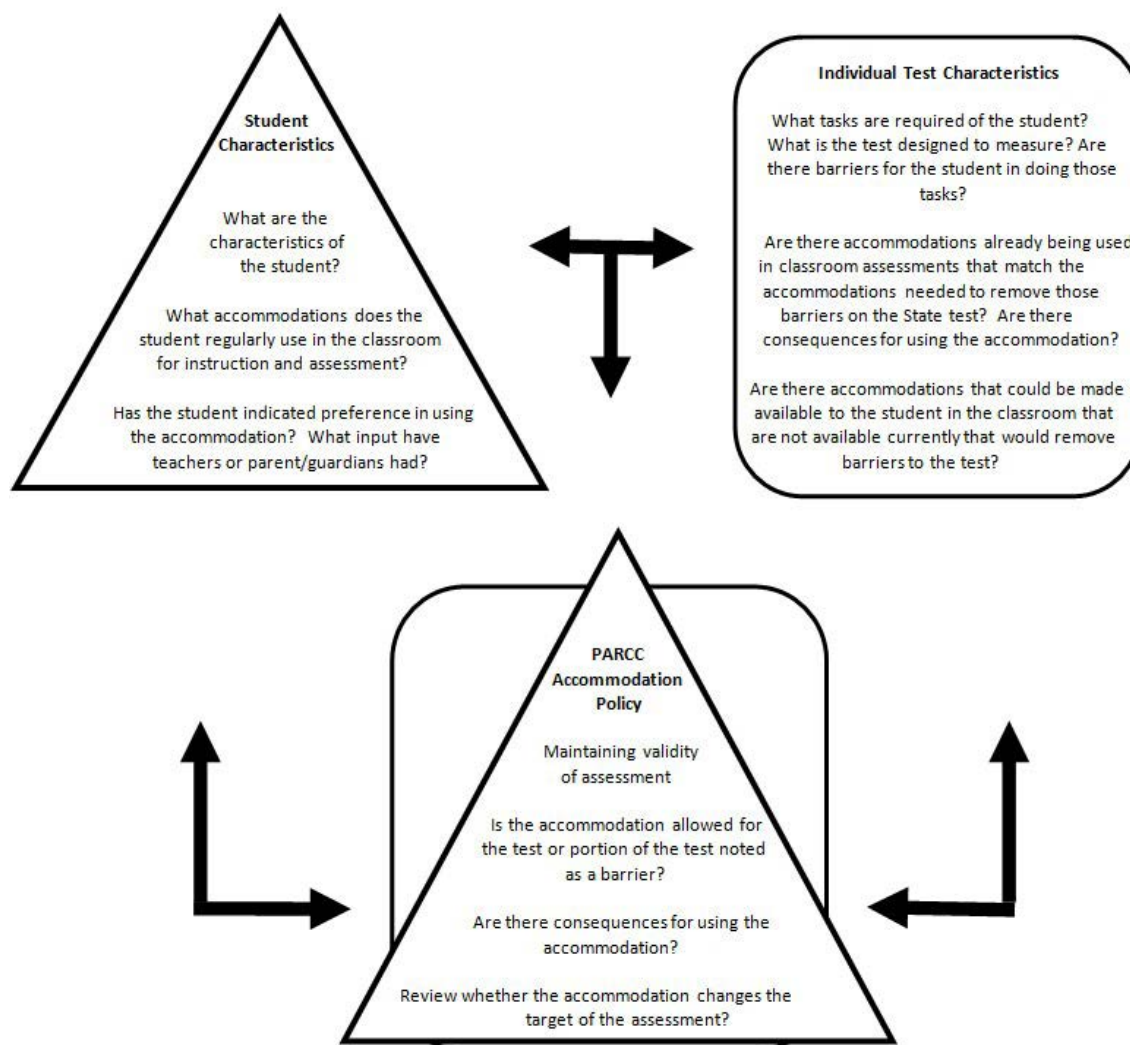 Student
Characteristics
What are the
characteristics of
the student?
What accommodations does the
student regularly use in the classroom
for instruction and assessment?
Has the student indicated preference in using
the accommodation? What input have
teachers or parent/guardians had?
Individual Test Characteristics
What tasks are required of the student?
What is the test designed to measure? Are
there barriers for the student in doing those
tasks?
Are there accommodations already being used
in classroom assessments that match the
accommodations needed to remove those
barriers on the State test? Are there
consequences for using the accommodation?
Are there accommodations that could be made
available to the student in the classroom that
are not available currently that would remove
barriers to the test?
PARCC
Accommodation
Policy
Maintaining validity
of assessment
Is the accommodation allowed for
the test or portion of the test noted
as a barrier?
Are there consequences for using the
accommodation?
Review whether the accommodation changes the
target of the assessment?